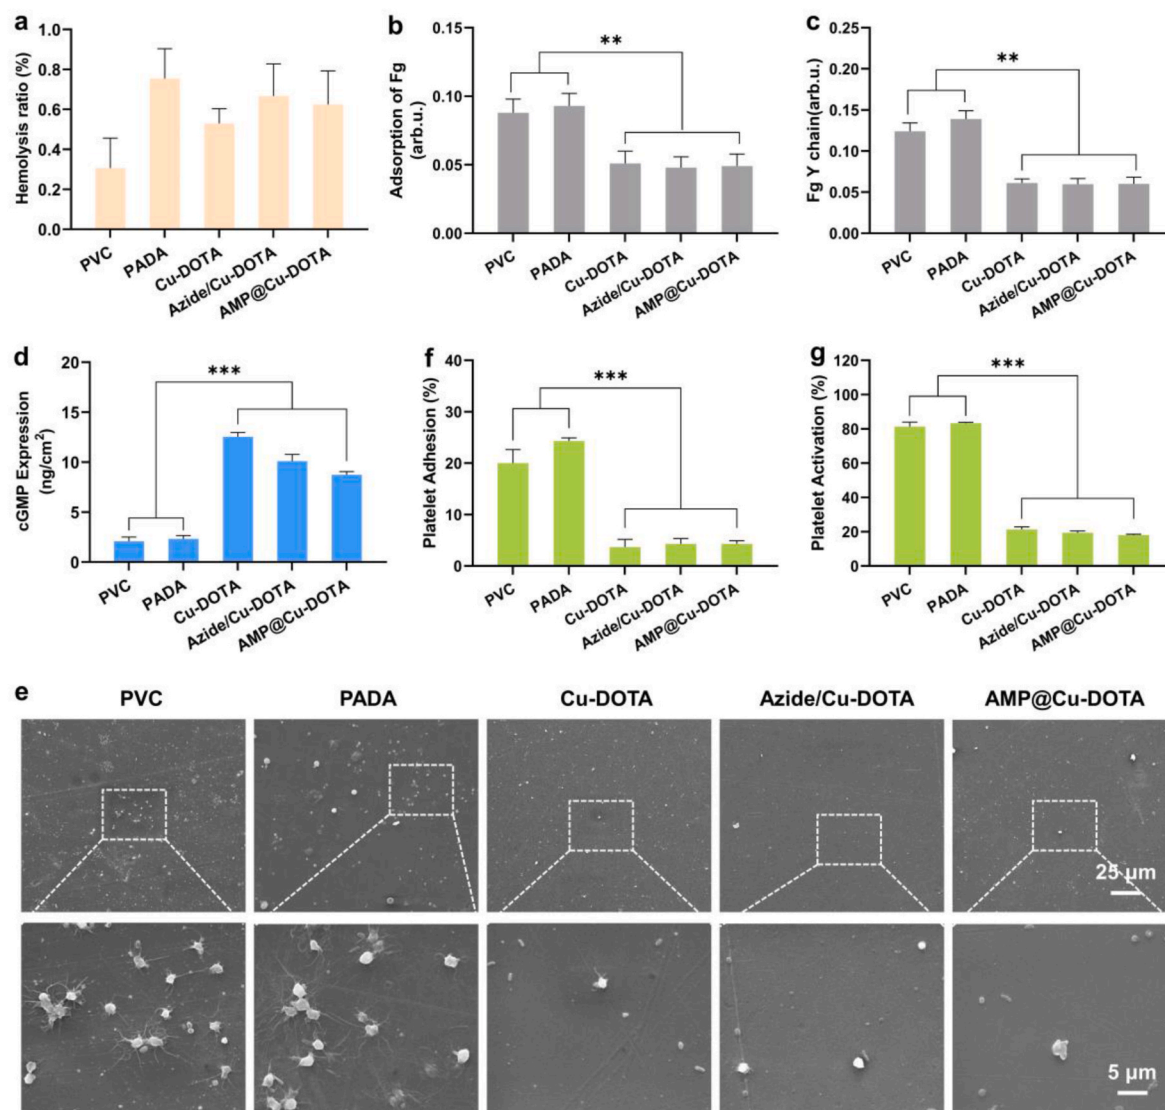 a
Hemolysis ratio (%)
1.0
0.8
0.6
0.4
0.2
0.0
PVC
PADA
Cu-DOTA
Azide/Cu-DOTA
AMP@Cu-DOTA
b
Adsorption of Fg
(arb.u.)
0.15
0.10
0.05
0.00
**
PVC
PADA
Cu-DOTA
Azide/Cu-DOTA
AMP@Cu-DOTA
c
Fg Y chain(arb.u.)
0.25
0.20
0.15
0.10
0.05
0.00
**
PVC
PADA
Cu-DOTA
Azide/Cu-DOTA
AMP@Cu-DOTA
d
cGMP Expression
(ng/cm²)
20
15
10
5
0
***
PVC
PADA
Cu-DOTA
Azide/Cu-DOTA
AMP@Cu-DOTA
f
Platelet Adhesion (%)
40
30
20
10
0
***
PVC
PADA
Cu-DOTA
Azide/Cu-DOTA
AMP@Cu-DOTA
g
Platelet Activation (%)
120
100
80
60
40
20
0
***
PVC
PADA
Cu-DOTA
Azide/Cu-DOTA
AMP@Cu-DOTA
e
PVC
PADA
Cu-DOTA
Azide/Cu-DOTA
AMP@Cu-DOTA
25 μm
5 μm